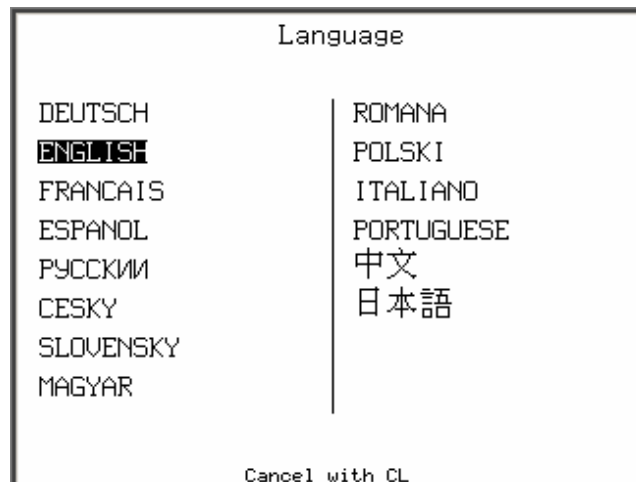 Language
DEUTSCH
ENGLISH
FRANCAIS
ESPANOL
РУССКИИ
CESKY
SLOVENSKY
MAGYAR
ROMANA
POLSKI
ITALIANO
PORTUGUESE
中文
日本語
Cancel with CL